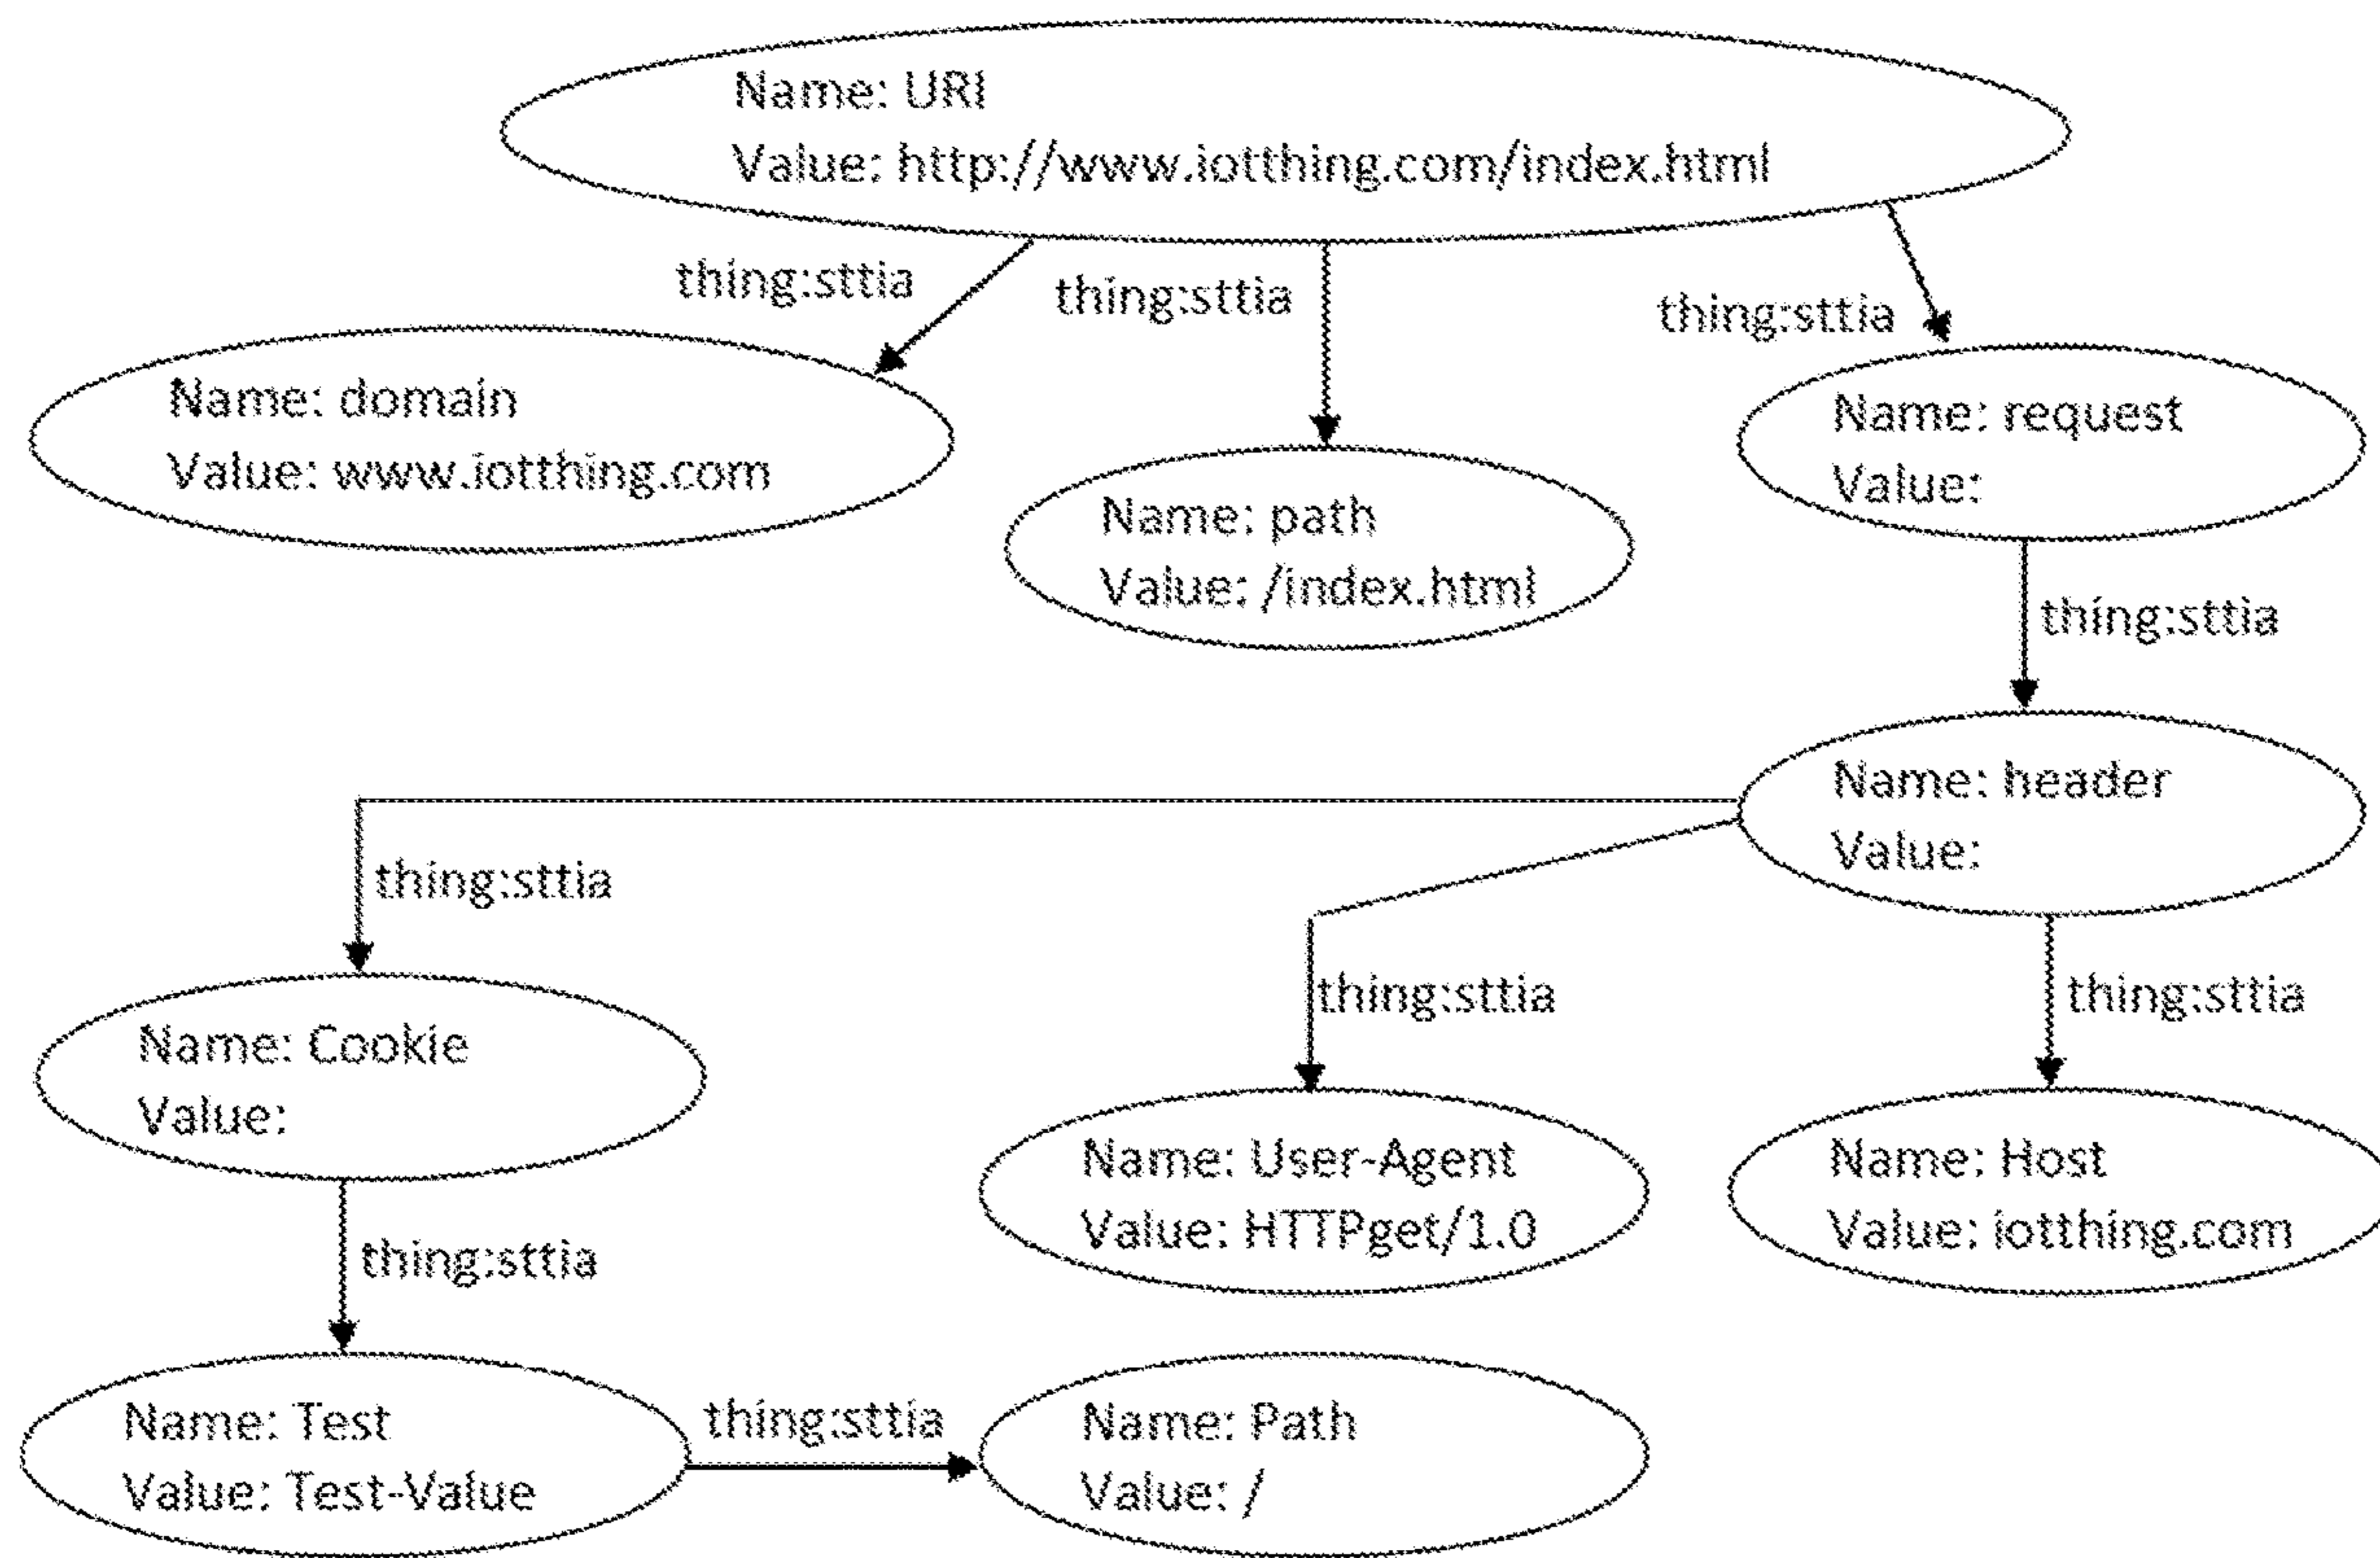 Name: URI
Value: http://www.iotthing.com/index.html
thing:sttia
thing:sttia
thing:sttia
Name: domain
Value: www.iotthing.com
Name: path
Value: /index.html
Name: request
Value:
thing:sttia
Name: header
Value:
thing:sttia
thing:sttia
thing:sttia
Name: Cookie
Value:
Name: User-Agent
Value: HTTPget/1.0
Name: Host
Value: iotthing.com
thing:sttia
Name: Test
Value: Test-Value
thing:sttia
Name: Path
Value: /